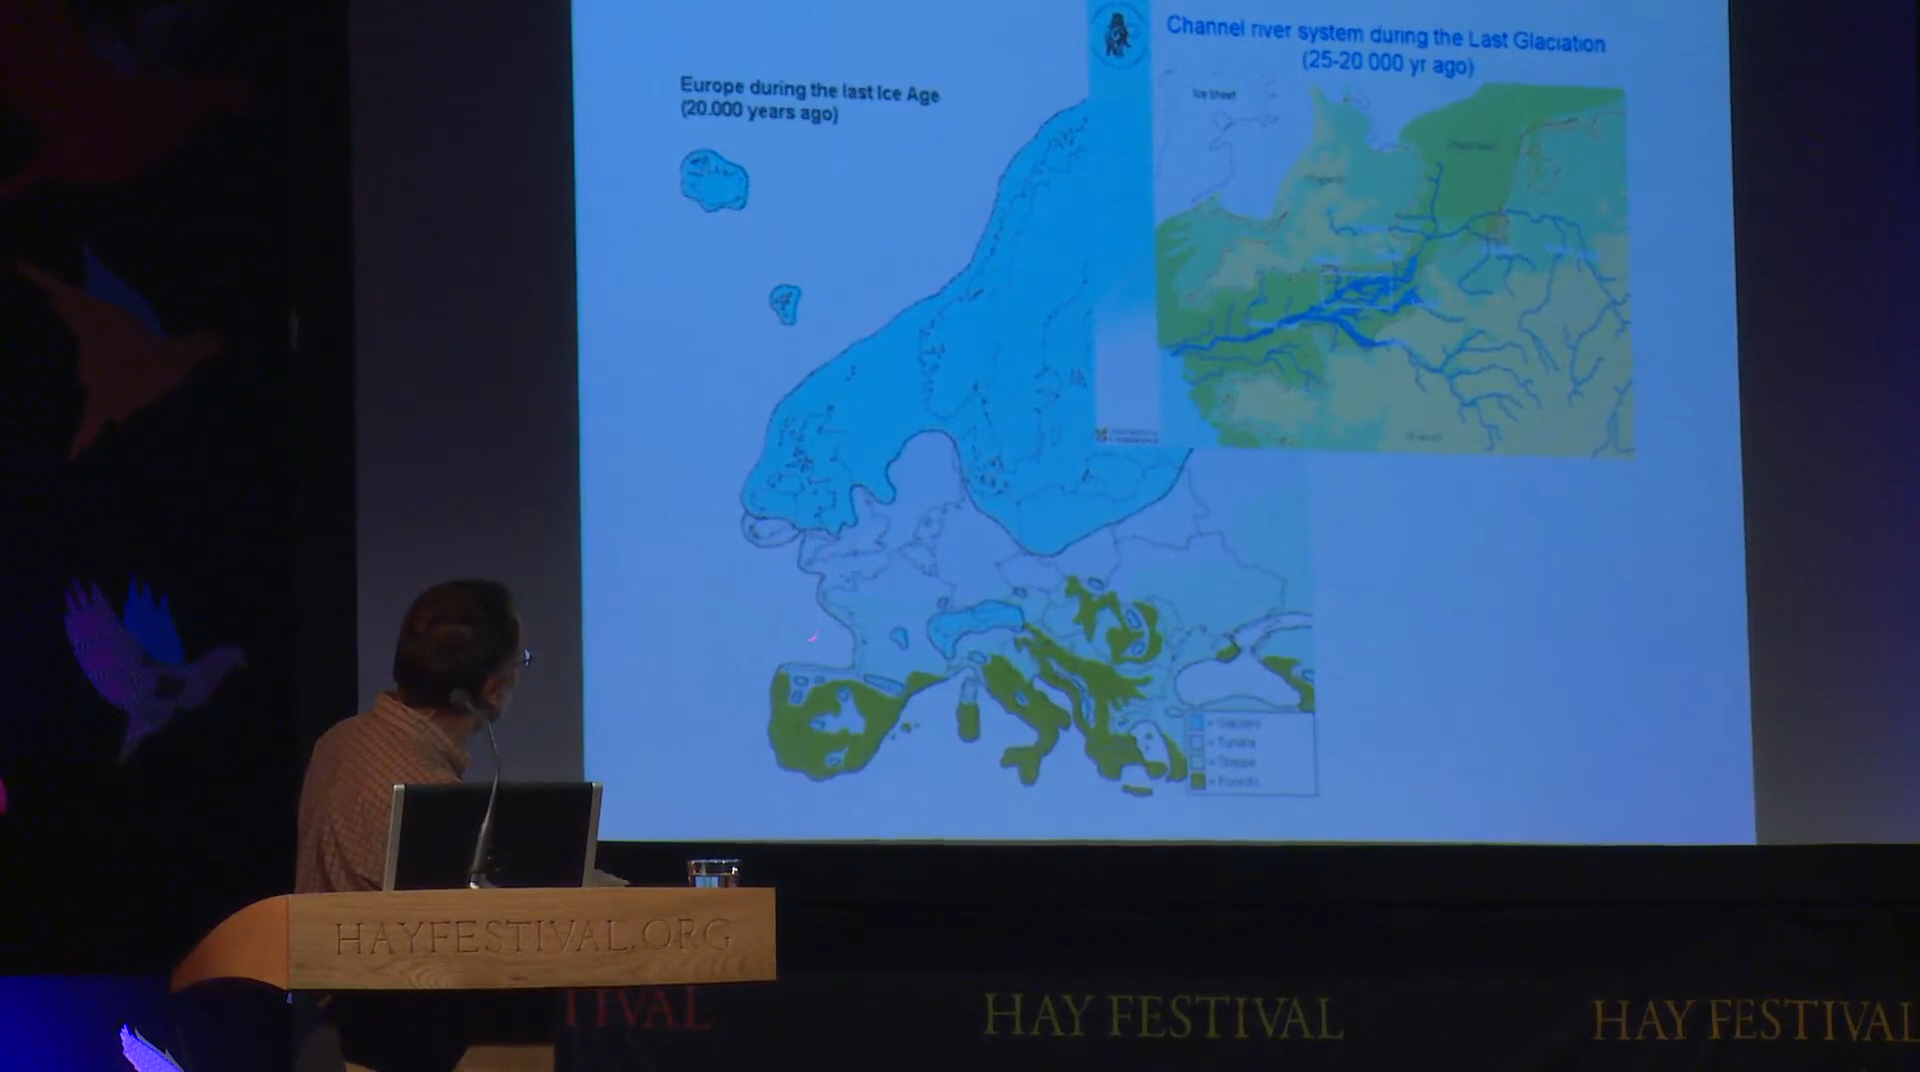 Europe during the last Ice Age
(20.000 years ago)
Channel river system during the Last Glaciation
(25-20 000 yr ago)
Ice sheet
= Glaciers
= Tundra
= Steppe
= Forests
HAYFESTIVAL.ORG
TIVAL
HAY FESTIVAL
HAY FESTIVAL